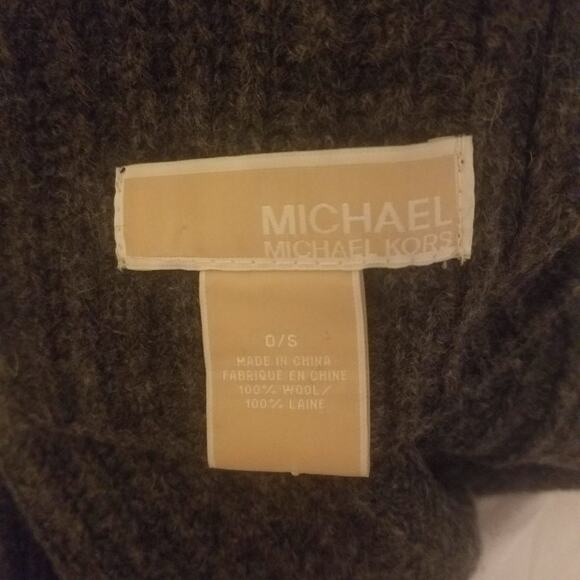 MICHAEL
MICHAEL KORS
O/S
MADE IN CHINA
FABRIQUE EN CHINE
100% WOOL/
100% LAINE